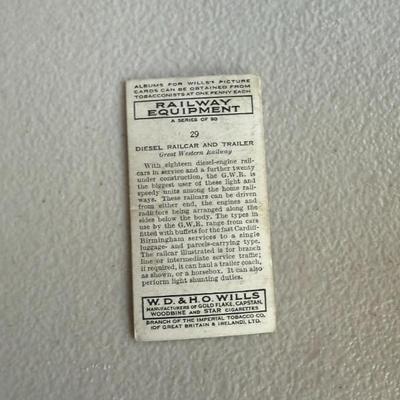 ALBUMS FOR WILLS'S PICTURE
CARDS CAN BE OBTAINED FROM
TOBACCONISTS AT ONE PENNY EACH
RAILWAY
EQUIPMENT
A SERIES OF 50
29
DIESEL RAILCAR AND TRAILER
Great Western Railway
With eighteen diesel-engine rail-
cars in service and a further twenty
under construction, the G.W.R. is
the biggest user of these light and
speedy units among the home rail-
ways. These railcars can be driven
from either end, the engines and
radiators being arranged along the
sides below the body. The types in
use by the G.W.R. range from cars
fitted with buffets for the fast Cardiff-
Birmingham services to a single
luggage- and parcels-carrying type.
The railcar illustrated is for branch
line or intermediate service traffic;
if required, it can haul a trailer coach,
as shown, or a horsebox. It can also
perform light shunting duties.
W. D. & H. O. WILLS
MANUFACTURERS OF GOLD FLAKE, CAPSTAN,
WOODBINE AND STAR CIGARETTES
BRANCH OF THE IMPERIAL TOBACCO CO.
(OF GREAT BRITAIN & IRELAND), LTD.